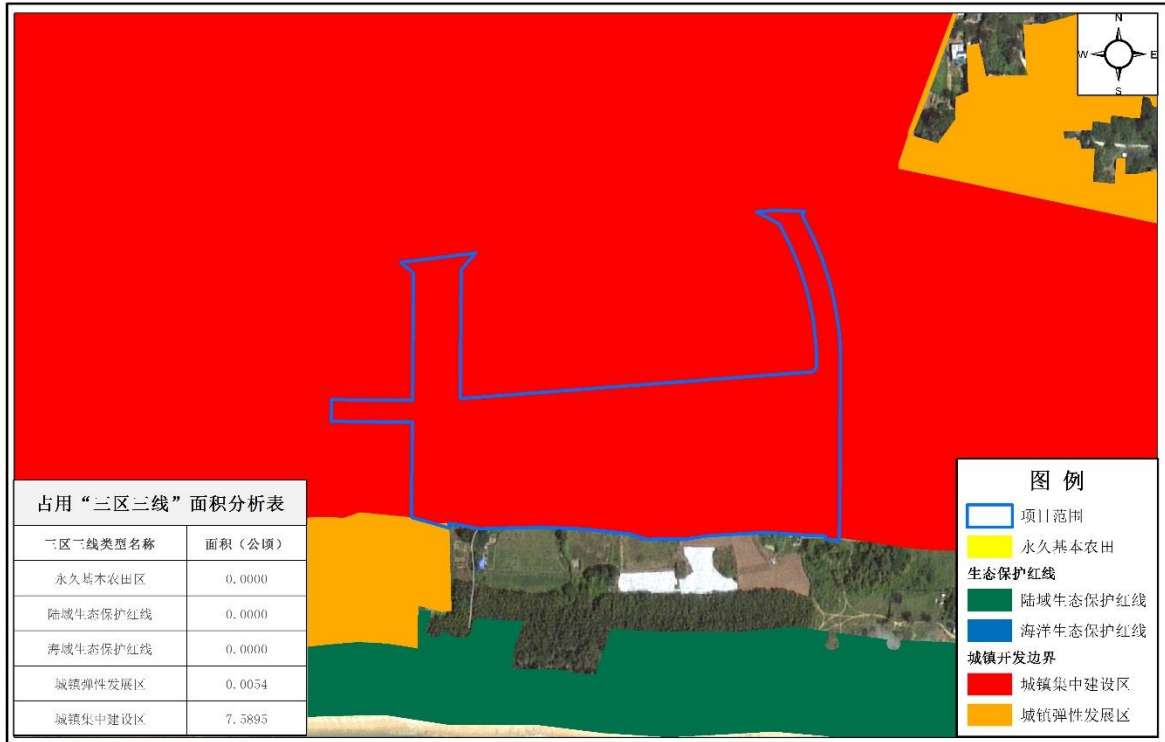 N
W E
S
占用“三区三线”面积分析表
三区三线类型名称 面积（公顷）
永久基本农田区 0.0000
陆域生态保护红线 0.0000
海域生态保护红线 0.0000
城镇弹性发展区 0.0054
城镇集中建设区 7.5895
图 例
项目范围
永久基本农田
生态保护红线
陆域生态保护红线
海洋生态保护红线
城镇开发边界
城镇集中建设区
城镇弹性发展区